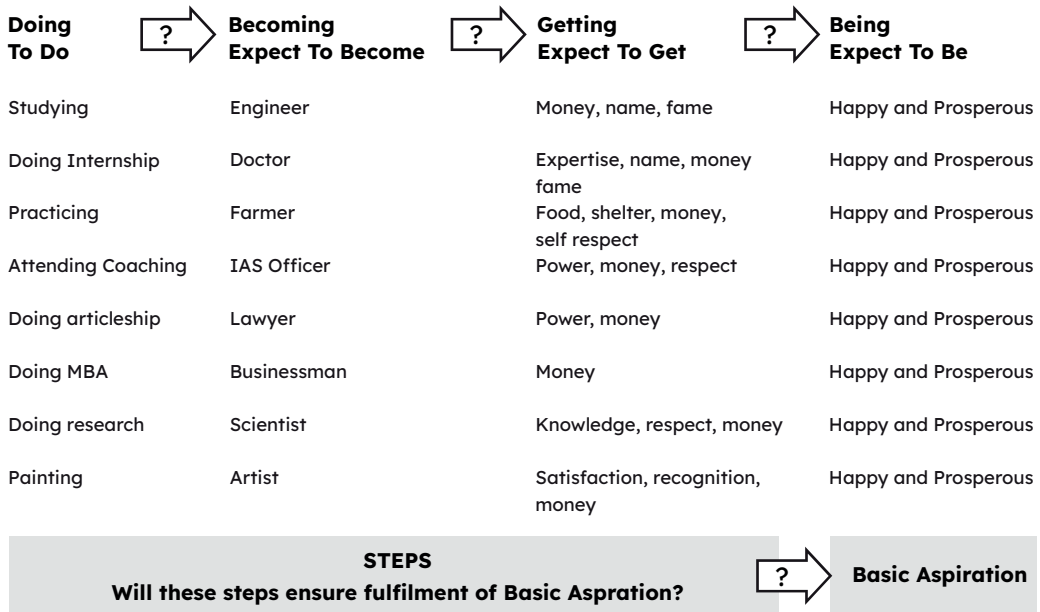 Doing ? Becoming ? Getting ? Being
To Do Expect To Become Expect To Get Expect To Be
Studying Engineer Money, name, fame Happy and Prosperous
Doing Internship Doctor Expertise, name, money Happy and Prosperous
fame
Practicing Farmer Food, shelter, money, Happy and Prosperous
self respect
Attending Coaching IAS Officer Power, money, respect Happy and Prosperous
Doing articleship Lawyer Power, money Happy and Prosperous
Doing MBA Businessman Money Happy and Prosperous
Doing research Scientist Knowledge, respect, money Happy and Prosperous
Painting Artist Satisfaction, recognition, Happy and Prosperous
money
STEPS
Will these steps ensure fulfilment of Basic Aspration? ? Basic Aspiration